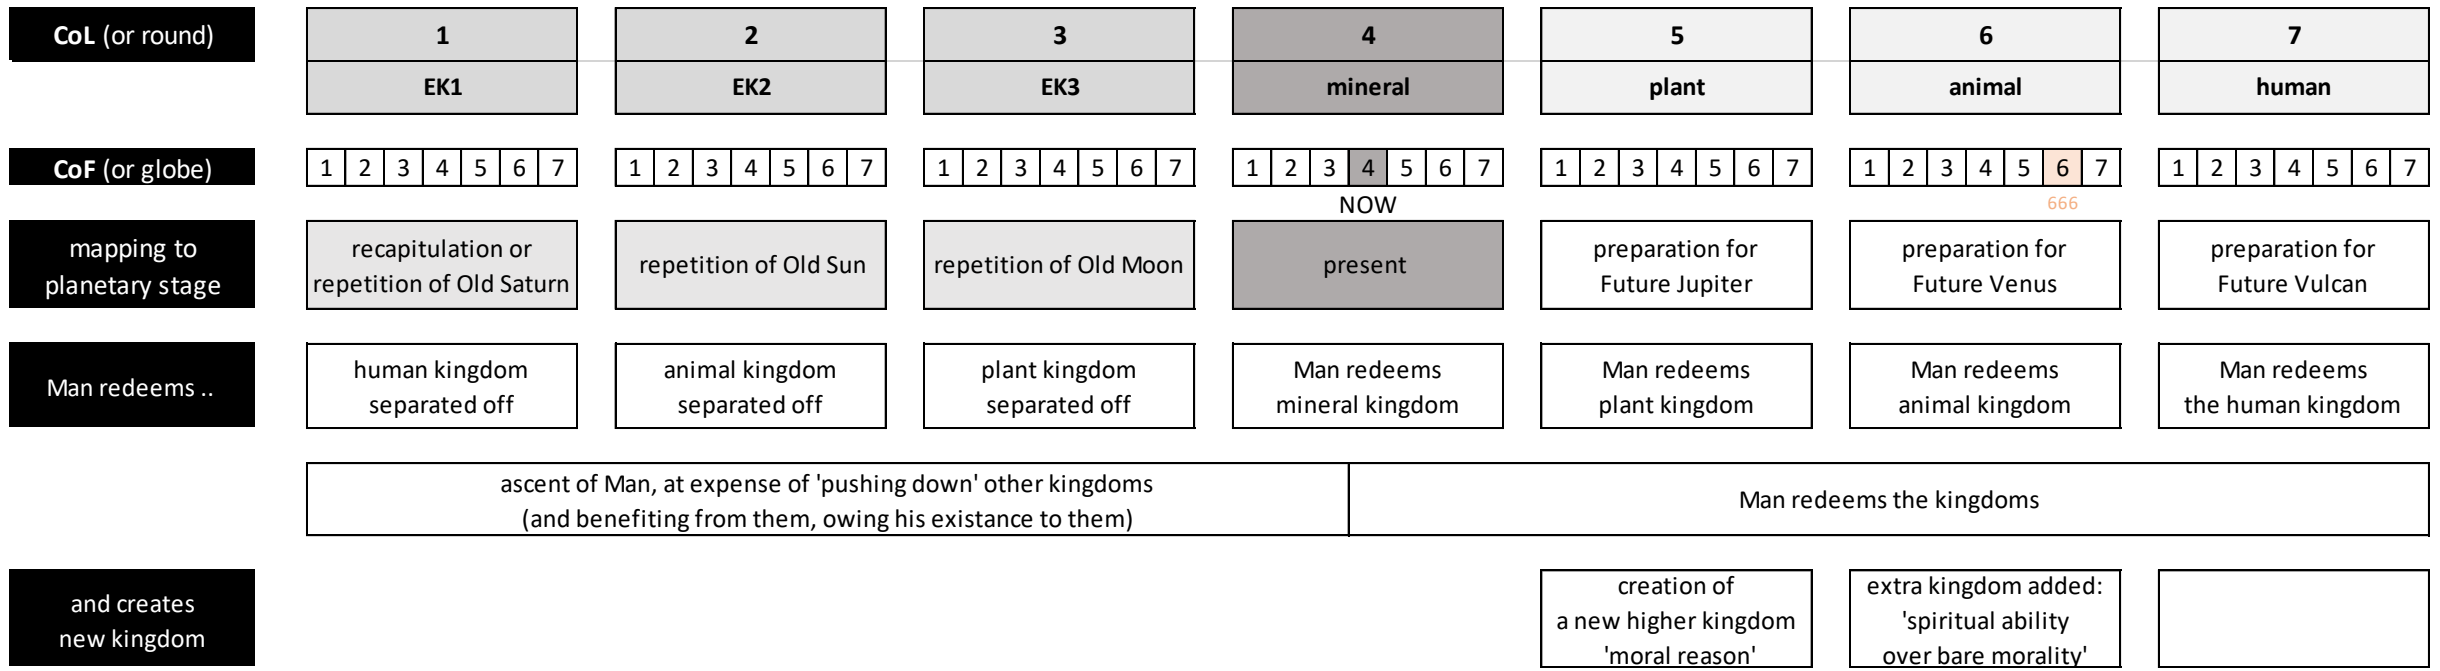 CoL (or round)
1 2 3 4 5 6 7
EK1 EK2 EK3 mineral plant animal human
CoF (or globe)
1 2 3 4 5 6 7 1 2 3 4 5 6 7 1 2 3 4 5 6 7 1 2 3 4 5 6 7 1 2 3 4 5 6 7 1 2 3 4 5 6 7 1 2 3 4 5 6 7
NOW
666
mapping to
planetary stage
recapitulation or
repetition of Old Saturn
repetition of Old Sun
repetition of Old Moon
present
preparation for
Future Jupiter
preparation for
Future Venus
preparation for
Future Vulcan
Man redeems ..
human kingdom
separated off
animal kingdom
separated off
plant kingdom
separated off
Man redeems
mineral kingdom
Man redeems
plant kingdom
Man redeems
animal kingdom
Man redeems
the human kingdom
ascent of Man, at expense of 'pushing down' other kingdoms
(and benefiting from them, owing his existance to them)
Man redeems the kingdoms
and creates
new kingdom
creation of
a new higher kingdom
'moral reason'
extra kingdom added:
'spiritual ability
over bare morality'